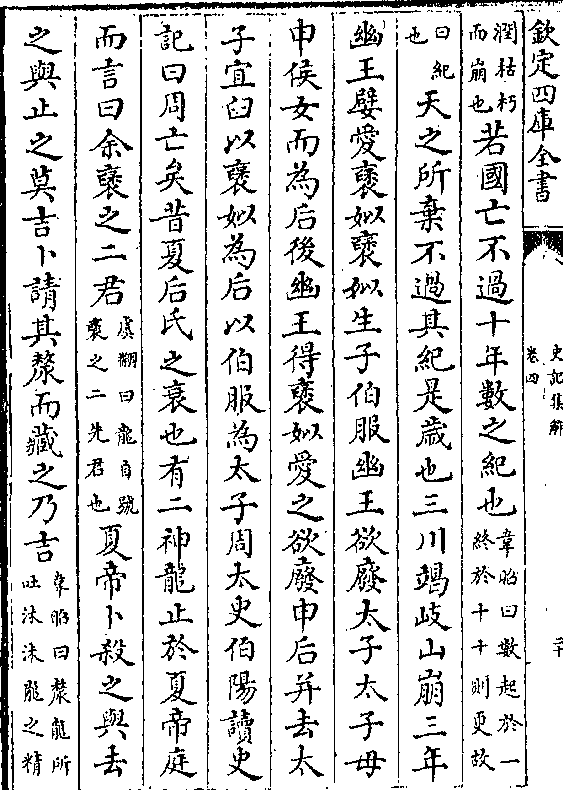 欽定四庫全書
史記集解
卷四
二十
潤枯朽
而崩也
若國亡不過十年數之紀也
韋昭曰數起於一
終於十十則更故
曰紀
也
天之所棄不過其紀是歲也三川竭岐山崩三年
幽王嬖愛襃姒襃姒生子伯服幽王欲廢太子太子母
申侯女而為后後幽王得襃姒愛之欲廢申后并去太
子宜臼以襃姒為后以伯服為太子周太史伯陽讀史
記曰周亡矣昔夏后氏之衰也有二神龍止於夏帝庭
而言曰余襃之二君
虞翻曰龍自號
襃之二先君也
夏帝卜殺之與去
之與止之莫吉卜請其漦而藏之乃吉
韋昭曰漦龍所
吐沫沫龍之精